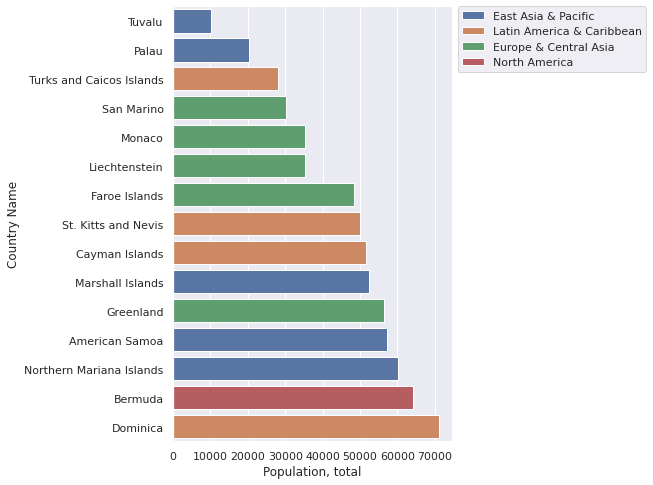 East Asia & Pacific
Latin America & Caribbean
Europe & Central Asia
North America
Country Name
Tuvalu
Palau
Turks and Caicos Islands
San Marino
Monaco
Liechtenstein
Faroe Islands
St. Kitts and Nevis
Cayman Islands
Marshall Islands
Greenland
American Samoa
Northern Mariana Islands
Bermuda
Dominica
0 10000 20000 30000 40000 50000 60000 70000
Population, total